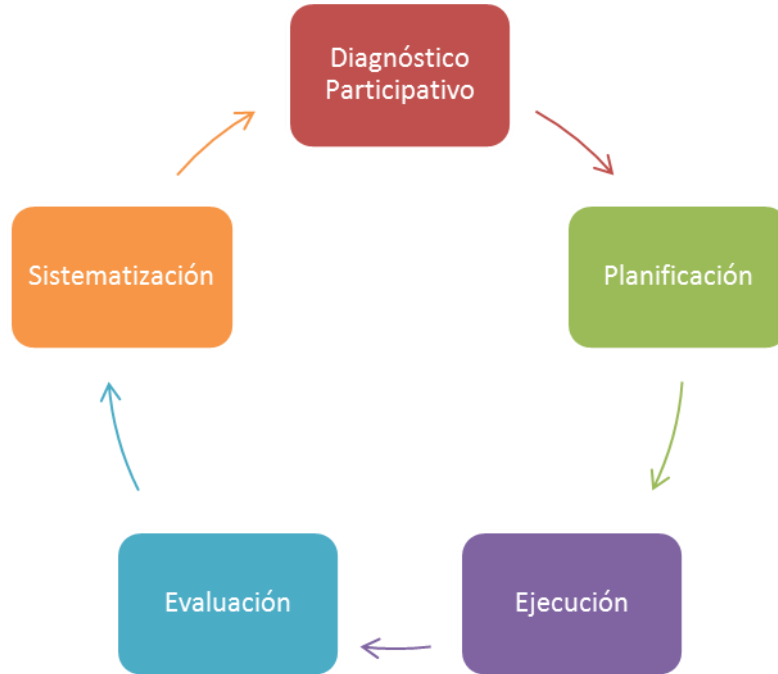 Diagnóstico
Participativo
Planificación
Ejecución
Evaluación
Sistematización